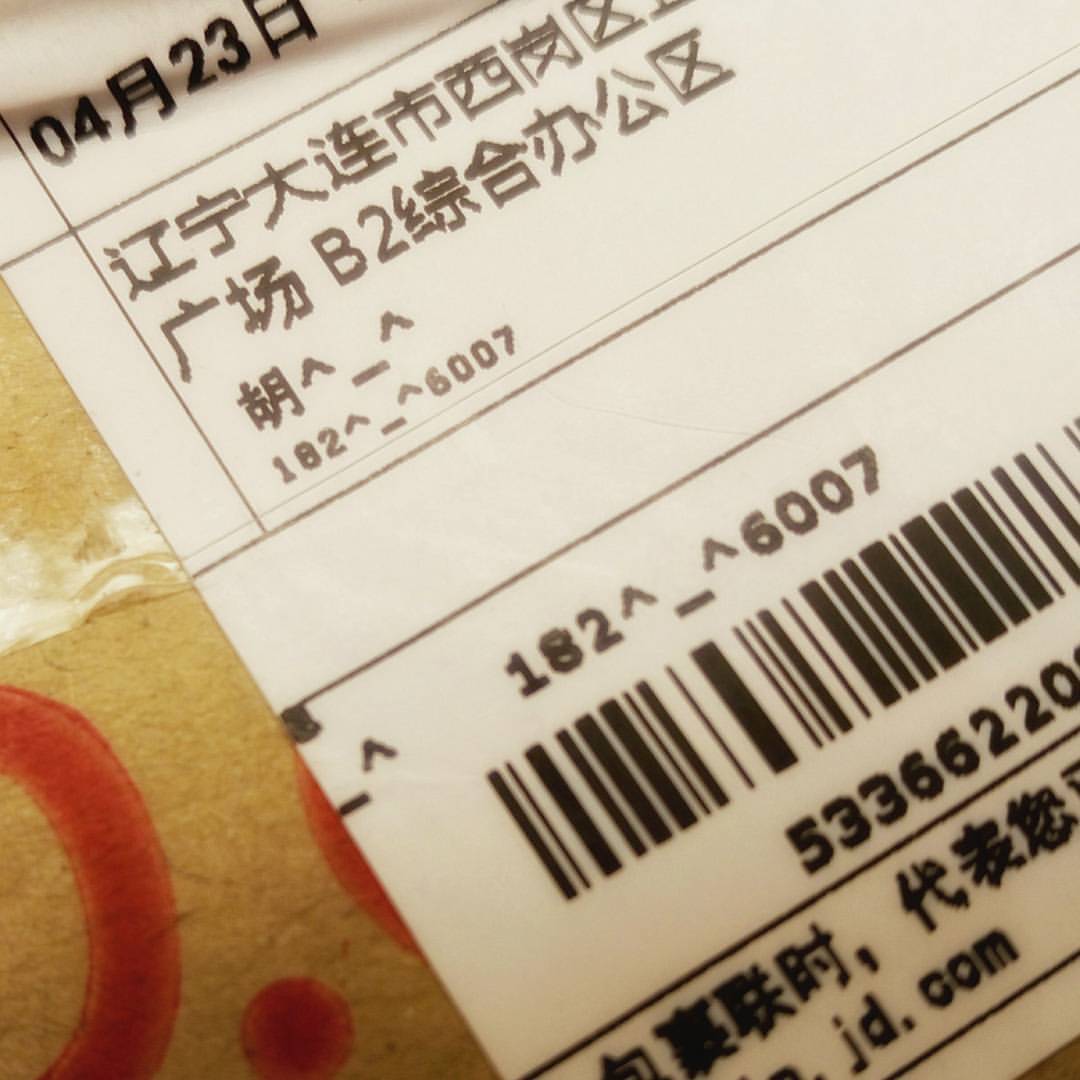 04月23日
辽宁大连市西岗区
广场 B2综合办公区
胡^_^
182^_^6007
182^_^6007
_^
53366220
包裹联时，代表您
.jd.com